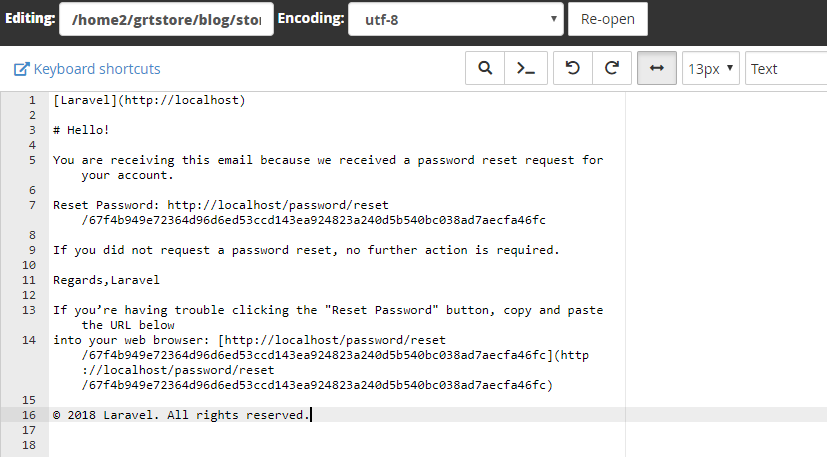 Editing: /home2/grtstore/blog/stor Encoding: utf-8 Re-open
Keyboard shortcuts 13px Text
1 [Laravel](http://localhost)
2
3 # Hello!
4
5 You are receiving this email because we received a password reset request for
your account.
6
7 Reset Password: http://localhost/password/reset
/67f4b949e72364d96d6ed53ccd143ea924823a240d5b540bc038ad7aecfa46fc
8
9 If you did not request a password reset, no further action is required.
10
11 Regards,Laravel
12
13 If you’re having trouble clicking the "Reset Password" button, copy and paste
the URL below
14 into your web browser: [http://localhost/password/reset
/67f4b949e72364d96d6ed53ccd143ea924823a240d5b540bc038ad7aecfa46fc](http
://localhost/password/reset
/67f4b949e72364d96d6ed53ccd143ea924823a240d5b540bc038ad7aecfa46fc)
15
16 © 2018 Laravel. All rights reserved.
17
18